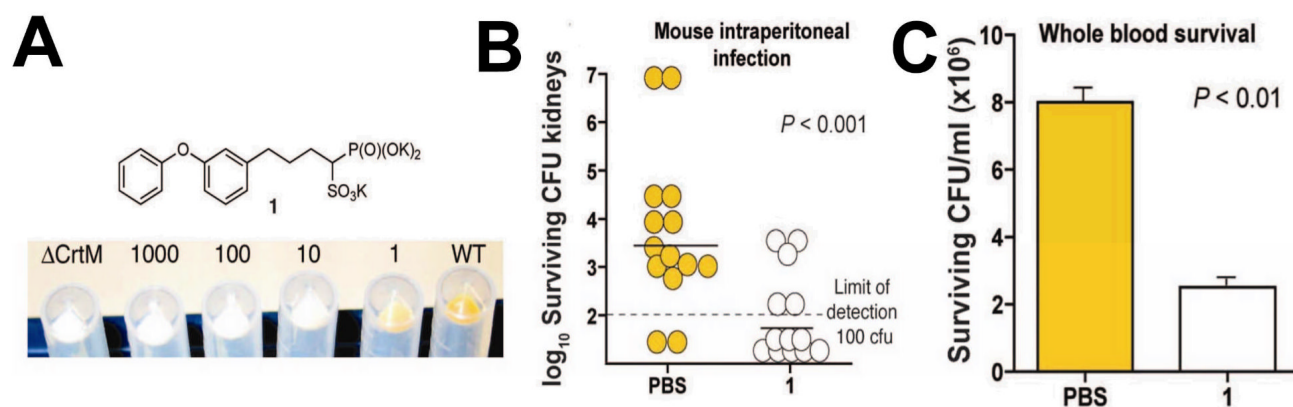 A
O
P(O)(OK)₂
SO₃K
1
ΔCrtM 1000 100 10 1 WT
B
Mouse intraperitoneal
infection
log₁₀ Surviving CFU kidneys
7
6
5
4
3
2
P < 0.001
Limit of
detection
100 cfu
PBS 1
C
Whole blood survival
Surviving CFU/ml (x10⁶)
10
8
6
4
2
0
P < 0.01
PBS 1